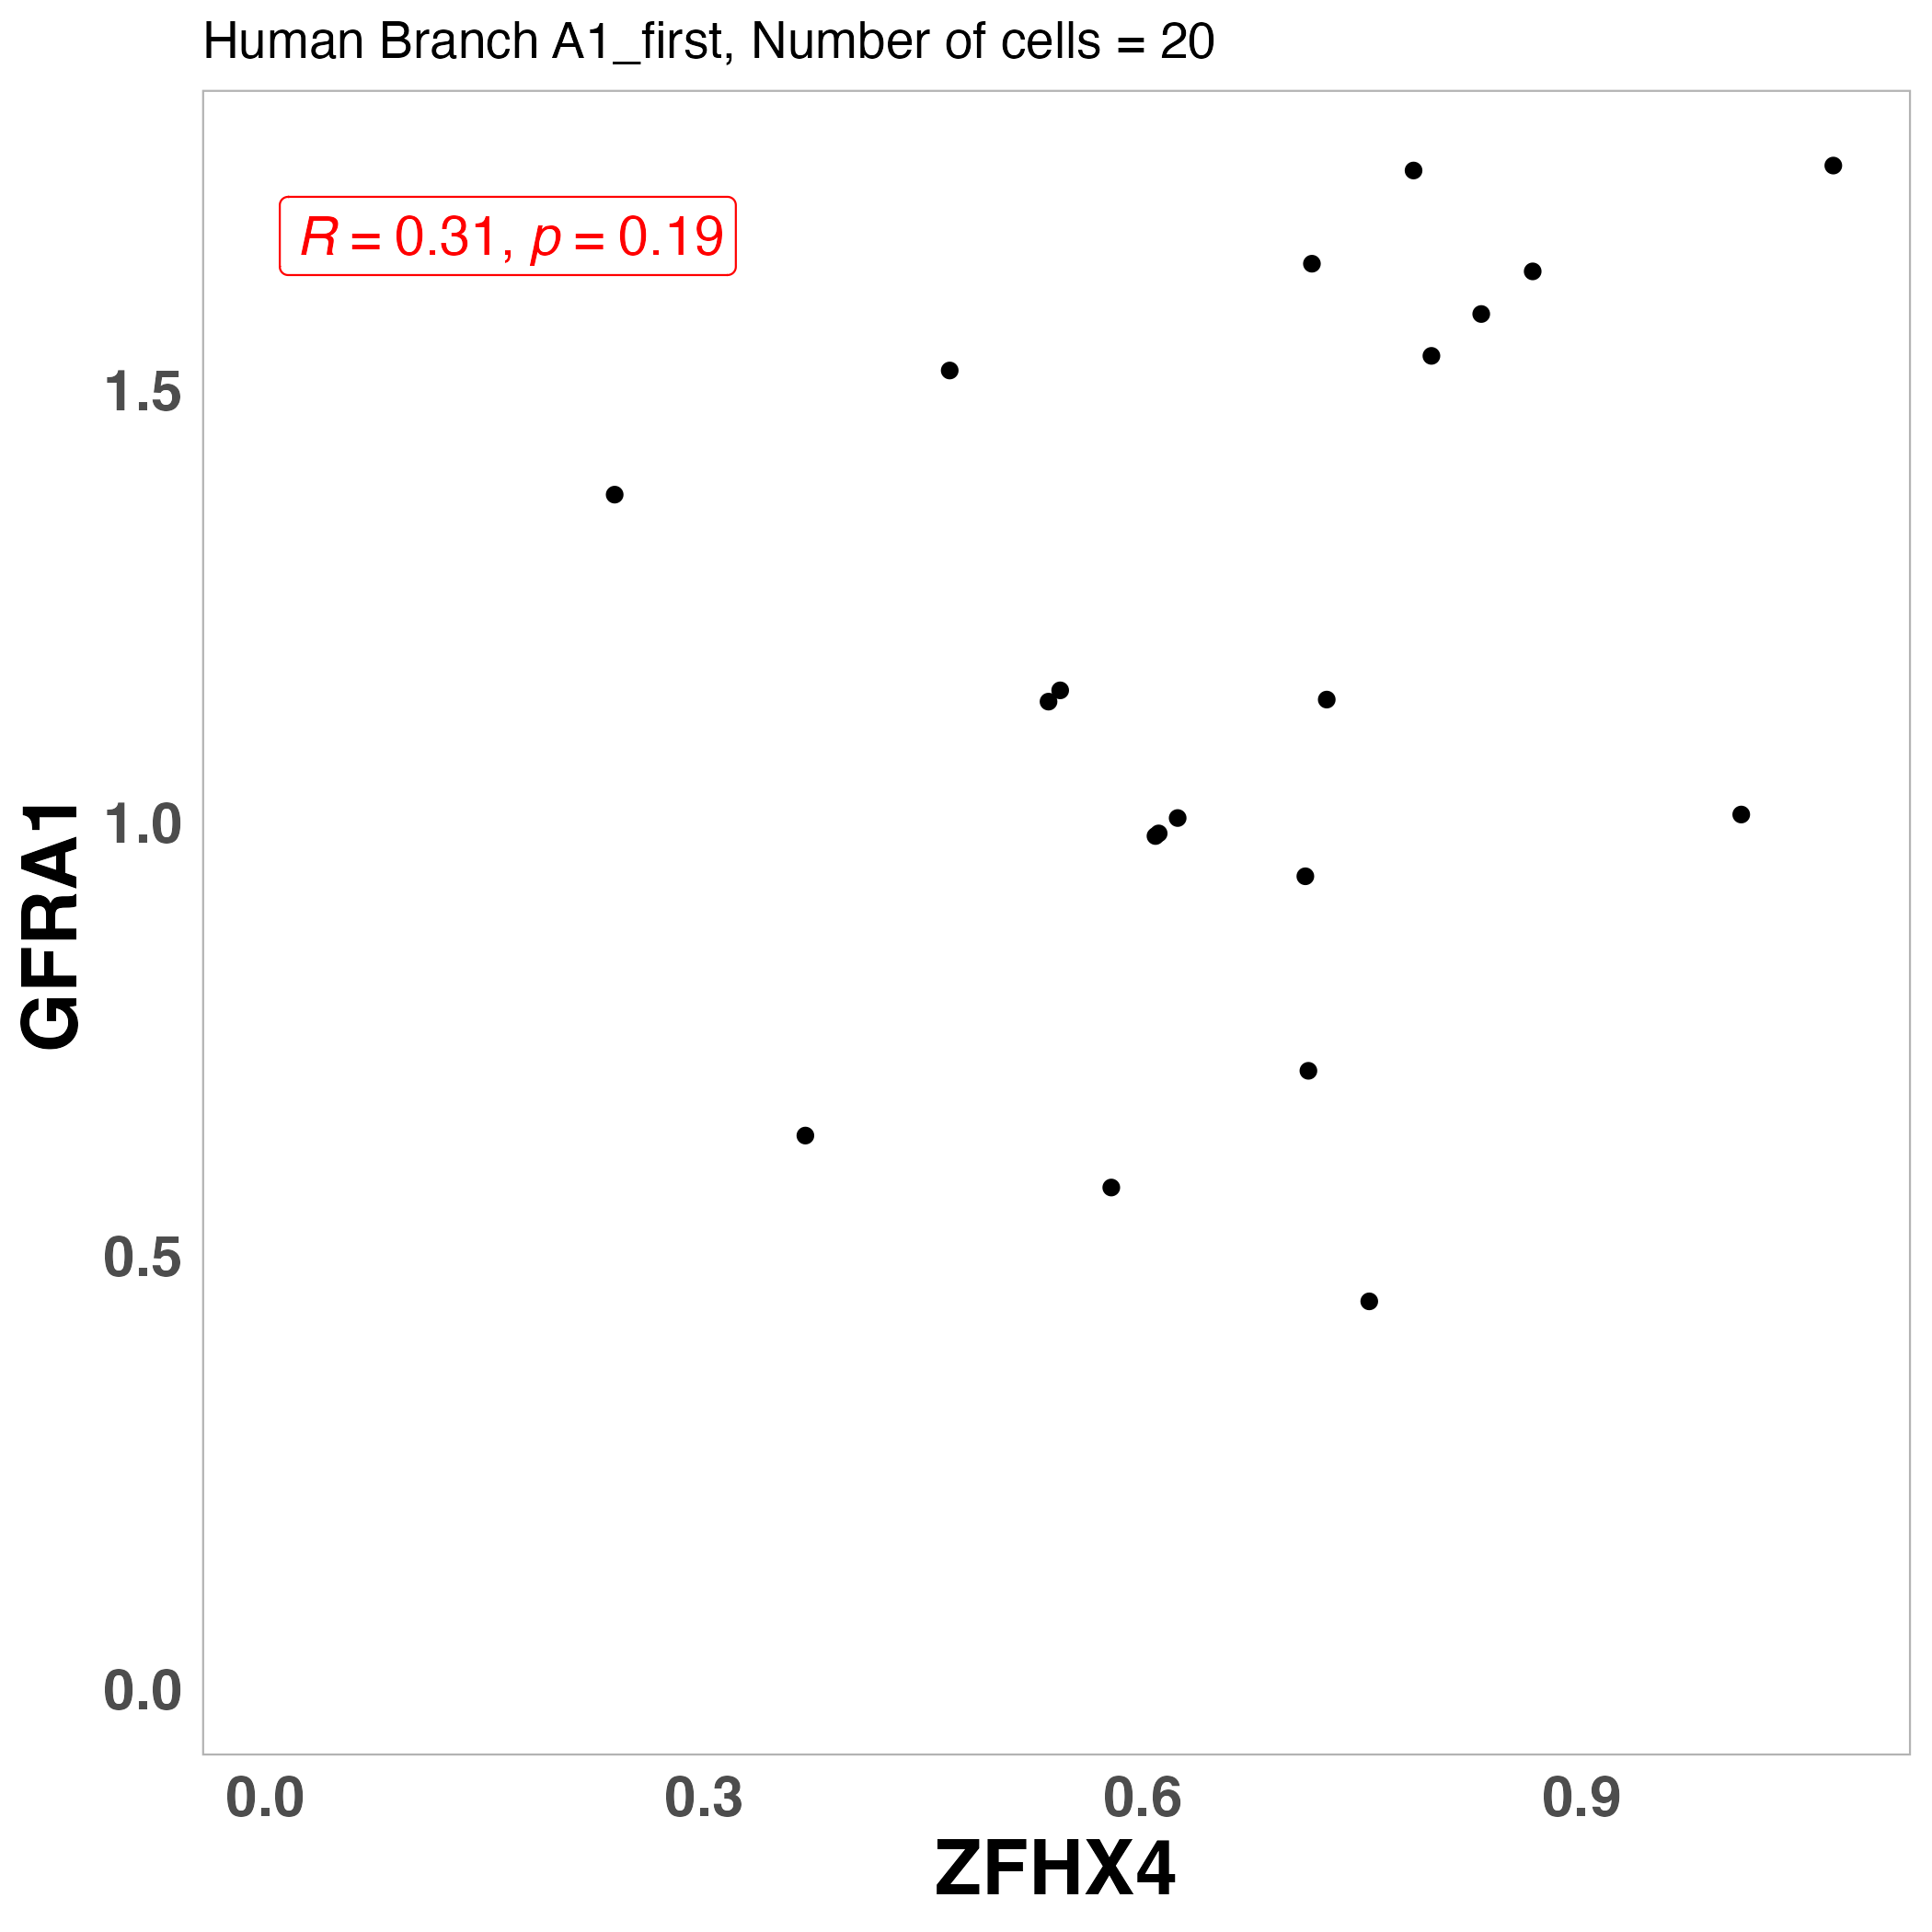 Human Branch A1_first, Number of cells = 20
R = 0.31, p = 0.19
1.5
1.0
0.5
0.0
GFRA1
0.0 0.3 0.6 0.9
ZFHX4